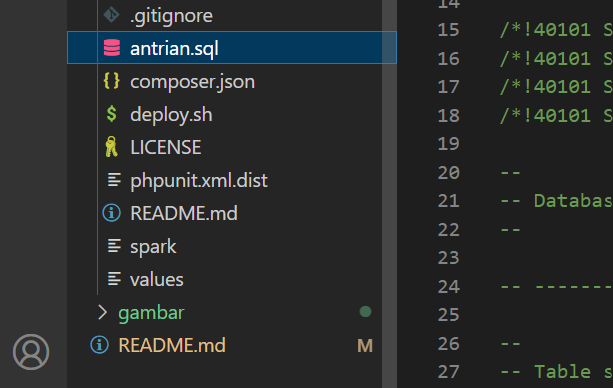 .gitignore
antrian.sql
composer.json
deploy.sh
LICENSE
phpunit.xml.dist
README.md
spark
values
gambar
README.md M
14
15 /*!40101 S
16 /*!40101 S
17 /*!40101 S
18 /*!40101 S
19
20 --
21 -- Databas
22 --
23
24 -- -------
25
26 --
27 -- Table s